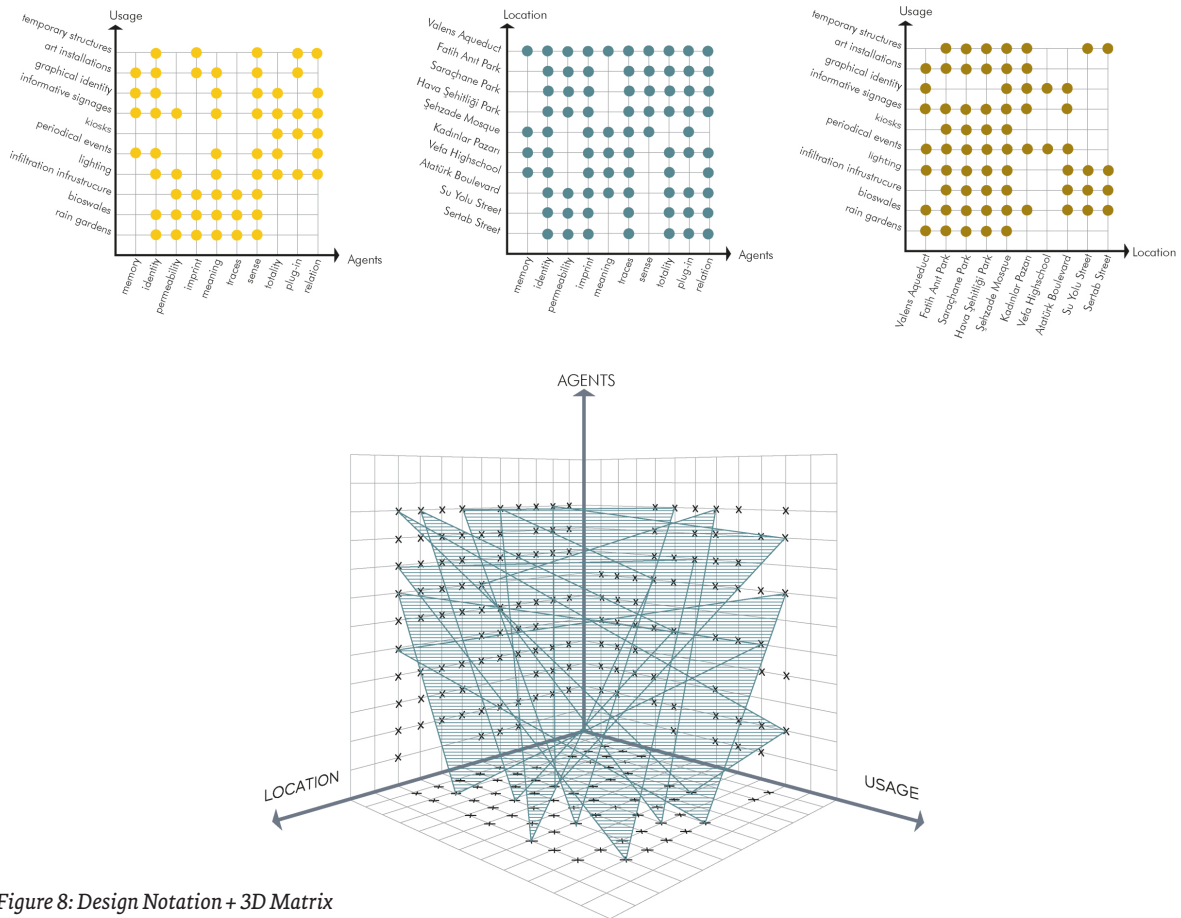 Usage
temporary structures
art installations
graphical identity
informative signages
kiosks
periodical events
lighting
infiltration infrustrucure
bioswales
rain gardens
Agents
memory
identity
permeability
imprint
meaning
traces
sense
totality
plug-in
relation
Location
Valens Aqueduct
Fatih Anıt Park
Saraçhane Park
Hava Şehitliği Park
Şehzade Mosque
Kadınlar Pazarı
Vefa Highschool
Atatürk Boulevard
Su Yolu Street
Sertab Street
Agents
memory
identity
permeability
imprint
meaning
traces
sense
totality
plug-in
relation
Usage
temporary structures
art installations
graphical identity
informative signages
kiosks
periodical events
lighting
infiltration infrustrucure
bioswales
rain gardens
Location
Valens Aqueduct
Fatih Anıt Park
Saraçhane Park
Hava Şehitliği Park
Şehzade Mosque
Kadınlar Pazarı
Vefa Highschool
Atatürk Boulevard
Su Yolu Street
Sertab Street
AGENTS
LOCATION
USAGE
Figure 8: Design Notation + 3D Matrix